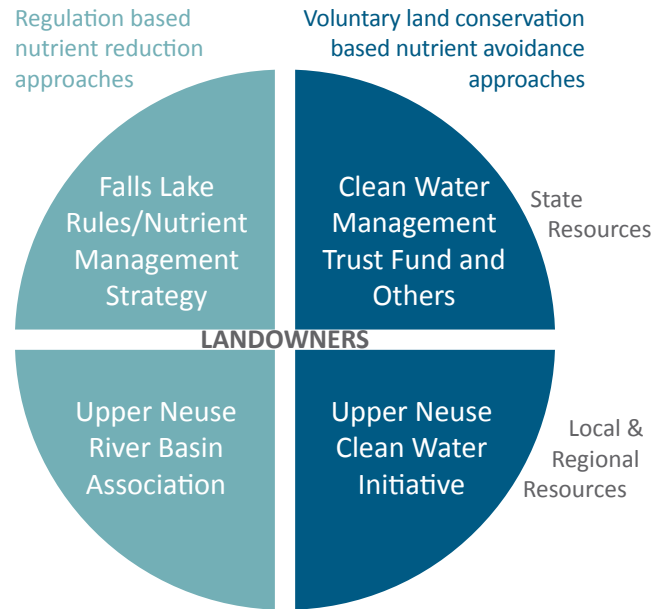 Regulation based
nutrient reduction
approaches
Voluntary land conservation
based nutrient avoidance
approaches
Falls Lake
Rules/Nutrient
Management
Strategy
Clean Water
Management
Trust Fund and
Others
State
Resources
LANDOWNERS
Upper Neuse
River Basin
Association
Upper Neuse
Clean Water
Initiative
Local &
Regional
Resources